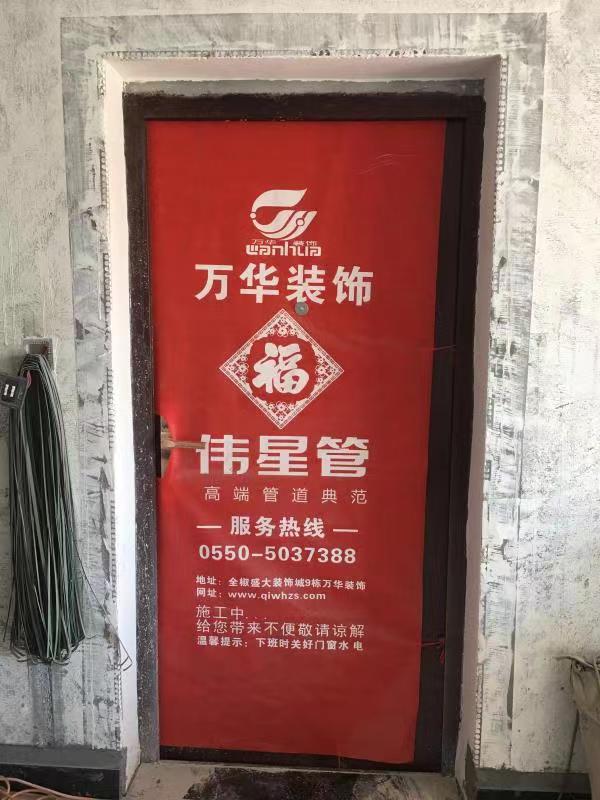 万华 装饰
wanhua
万华装饰
福
伟星管
高端管道典范
— 服务热线 —
0550-5037388
地址：全椒盛大装饰城9栋万华装饰
网址：www.qiwhzs.com
施工中...
给您带来不便敬请谅解
温馨提示：下班时关好门窗水 电